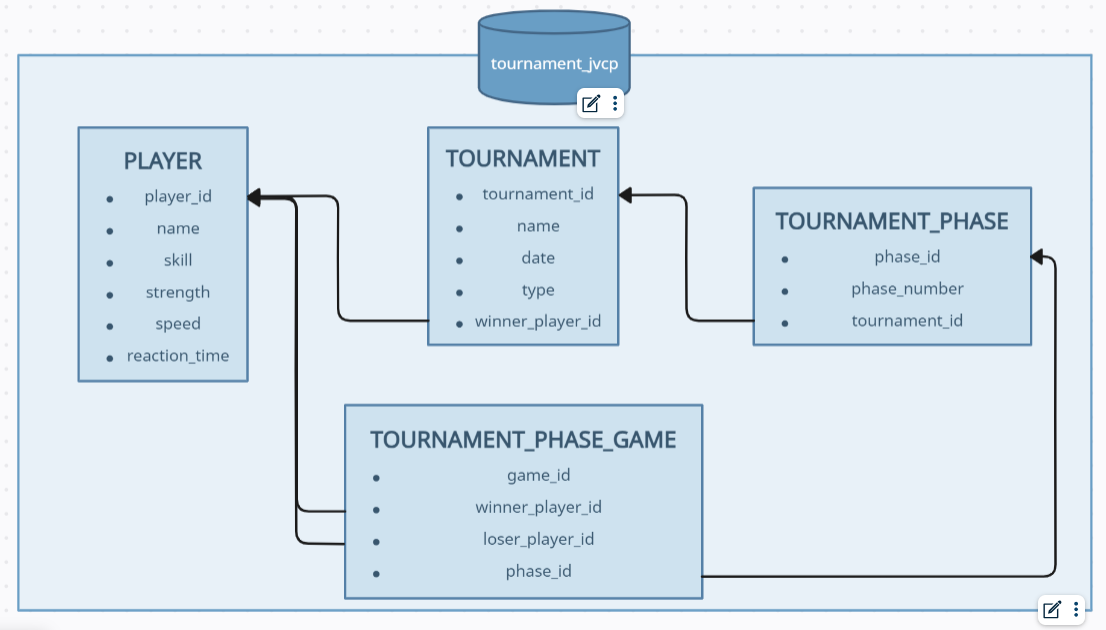 tournament_jvcp
PLAYER
player_id
name
skill
strength
speed
reaction_time
TOURNAMENT
tournament_id
name
date
type
winner_player_id
TOURNAMENT_PHASE
phase_id
phase_number
tournament_id
TOURNAMENT_PHASE_GAME
game_id
winner_player_id
loser_player_id
phase_id